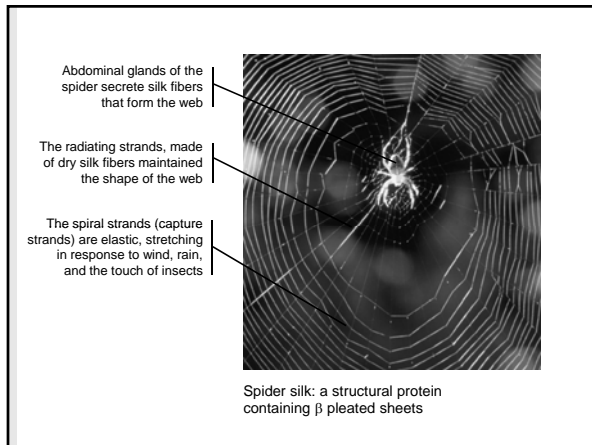 Abdominal glands of the
spider secrete silk fibers
that form the web
The radiating strands, made
of dry silk fibers maintained
the shape of the web
The spiral strands (capture
strands) are elastic, stretching
in response to wind, rain,
and the touch of insects
Spider silk: a structural protein
containing β pleated sheets